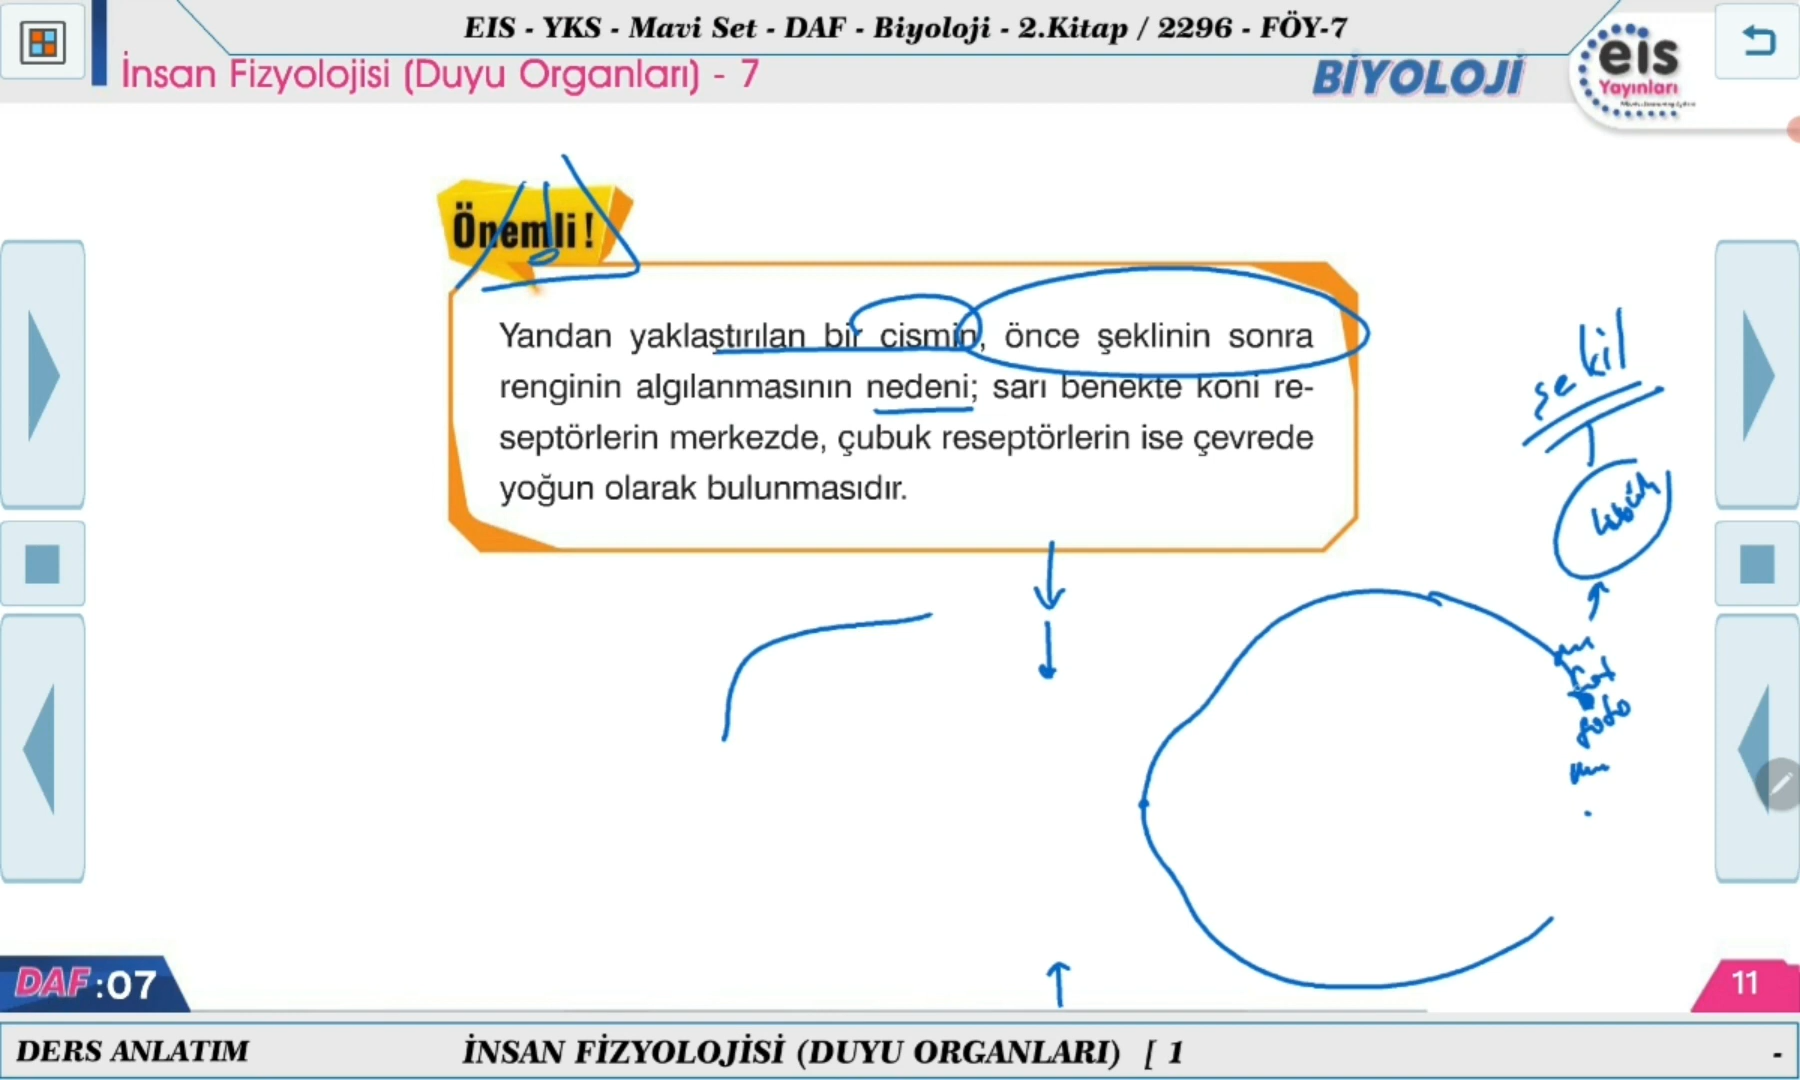 EIS - YKS - Mavi Set - DAF - Biyoloji - 2.Kitap / 2296 - FÖY-7
İnsan Fizyolojisi (Duyu Organları) - 7
BİYOLOJİ
eis
Yayınları
Önemli!
Yandan yaklaştırılan bir cismin, önce şeklinin sonra
renginin algılanmasının nedeni; sarı benekte koni re-
septörlerin merkezde, çubuk reseptörlerin ise çevrede
yoğun olarak bulunmasıdır.
şekil
DAF:07
11
DERS ANLATIM
İNSAN FİZYOLOJİSİ (DUYU ORGANLARI) [ 1
-